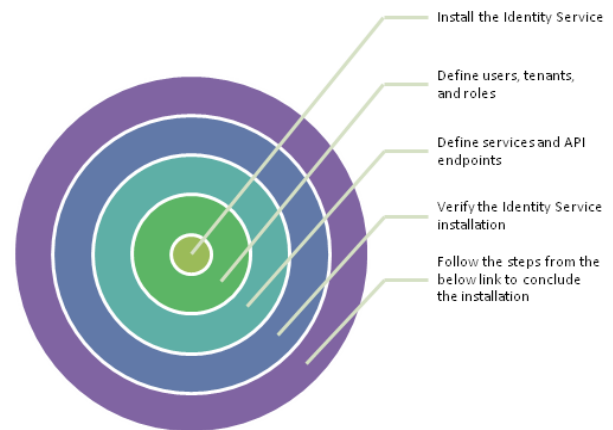 Install the Identity Service
Define users, tenants,
and roles
Define services and API
endpoints
Verify the Identity Service
installation
Follow the steps from the
below link to conclude
the installation